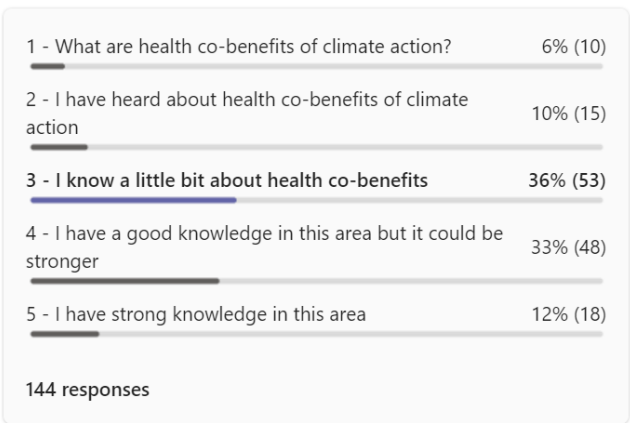 1 - What are health co-benefits of climate action? 6% (10)
2 - I have heard about health co-benefits of climate
action 10% (15)
3 - I know a little bit about health co-benefits 36% (53)
4 - I have a good knowledge in this area but it could be
stronger 33% (48)
5 - I have strong knowledge in this area 12% (18)
144 responses